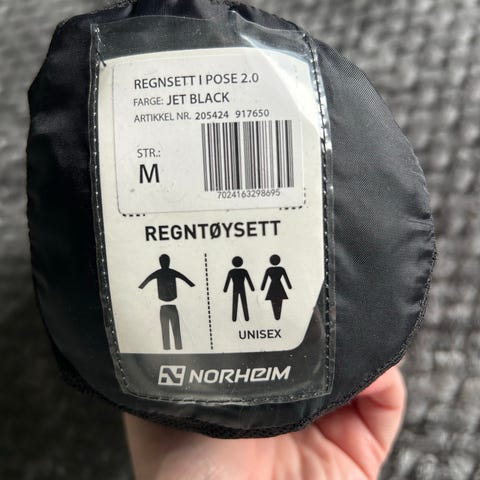 REGNSETT I POSE 2.0
FARGE: JET BLACK
ARTIKKEL NR. 205424 917650
STR.:
M
7024163298695
REGNTØYSETT
UNISEX
NORHEIM